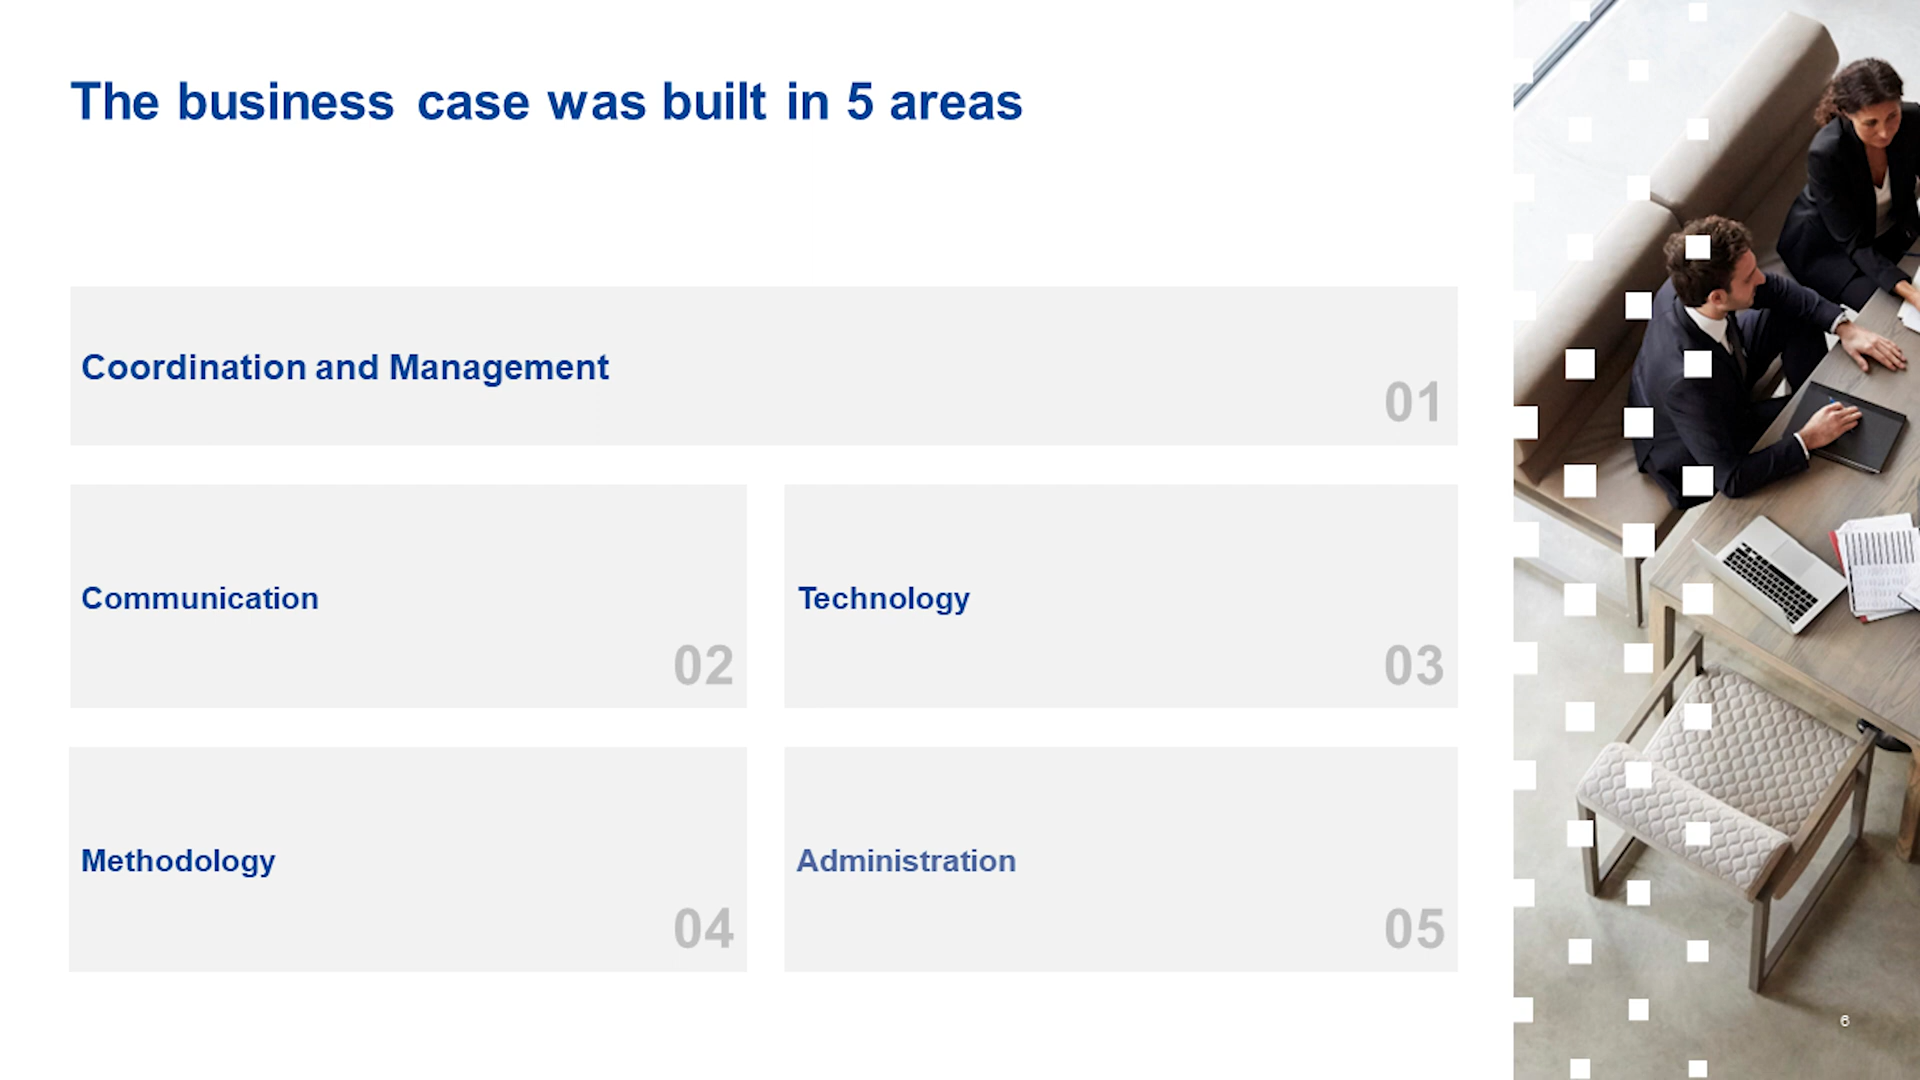 The business case was built in 5 areas
Coordination and Management
01
Communication
02
Technology
03
Methodology
04
Administration
05
6